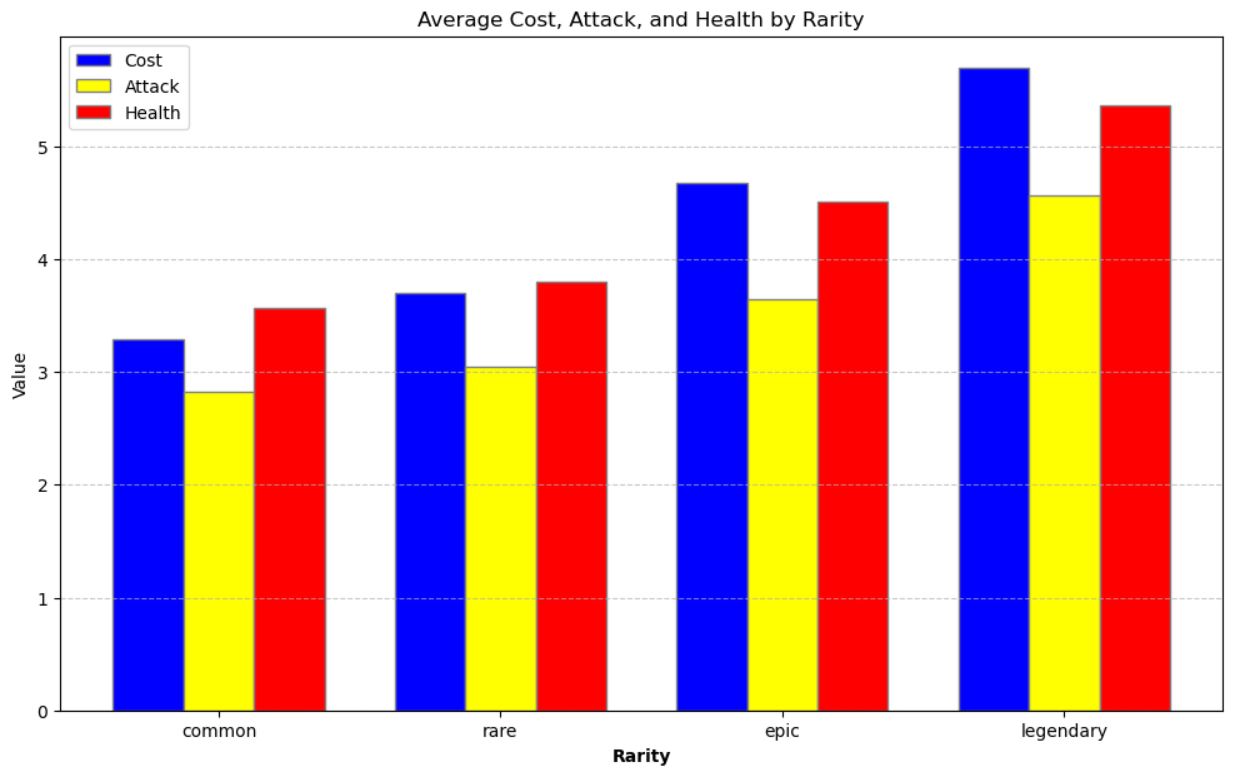 Average Cost, Attack, and Health by Rarity
Cost
Attack
Health
Value
5
4
3
2
1
0
common rare epic legendary
Rarity